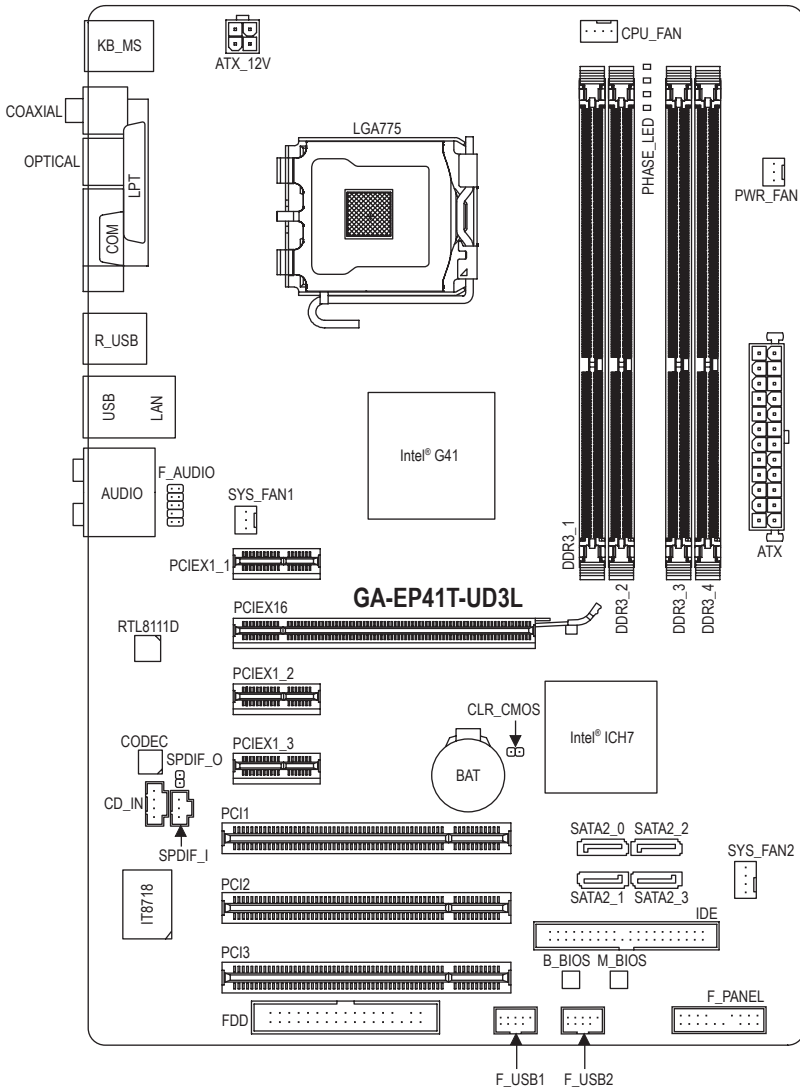 KB_MS
ATX_12V
CPU_FAN
COAXIAL
LGA775
PHASE_LED
OPTICAL
LPT
PWR_FAN
COM
R_USB
USB
LAN
Intel® G41
F_AUDIO
AUDIO
SYS_FAN1
ATX
DDR3_1
PCIEX1_1
DDR3_2
DDR3_3
DDR3_4
PCIEX16
GA-EP41T-UD3L
RTL8111D
PCIEX1_2
CLR_CMOS
Intel® ICH7
CODEC
SPDIF_O
PCIEX1_3
BAT
CD_IN
PCI1
SPDIF_I
SATA2_0
SATA2_2
SYS_FAN2
PCI2
SATA2_1
SATA2_3
IT8718
IDE
PCI3
B_BIOS
M_BIOS
F_PANEL
FDD
F_USB1
F_USB2